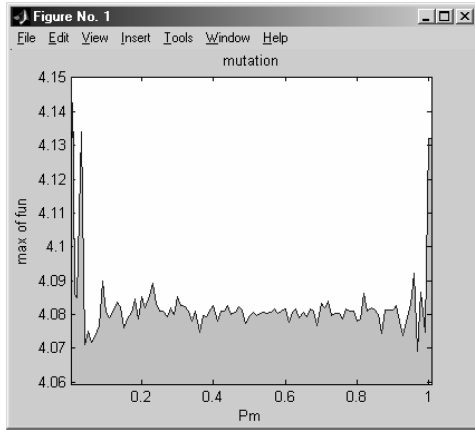 Figure No. 1
File Edit View Insert Tools Window Help
mutation
4.15
4.14
4.13
4.12
4.11
4.1
4.09
4.08
4.07
4.06
max of fun
0.2 0.4 0.6 0.8 1
Pm